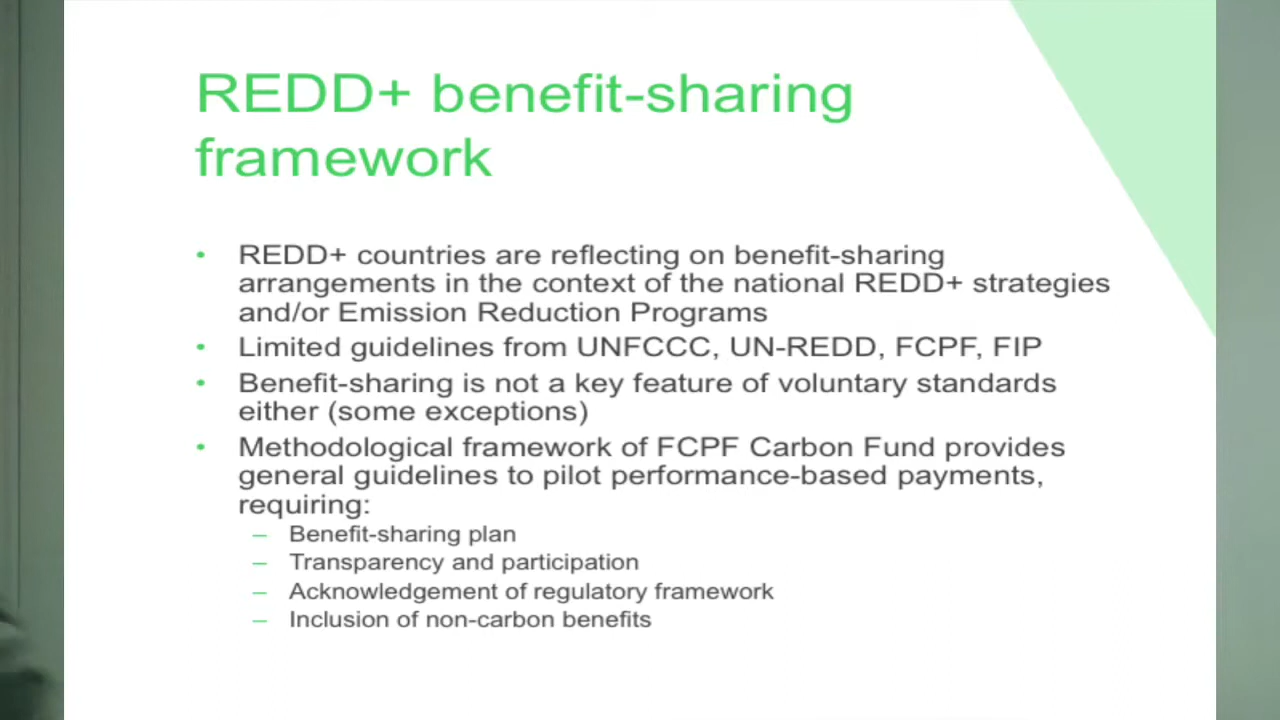 REDD+ benefit-sharing
framework
• REDD+ countries are reflecting on benefit-sharing
arrangements in the context of the national REDD+ strategies
and/or Emission Reduction Programs
• Limited guidelines from UNFCCC, UN-REDD, FCPF, FIP
• Benefit-sharing is not a key feature of voluntary standards
either (some exceptions)
• Methodological framework of FCPF Carbon Fund provides
general guidelines to pilot performance-based payments,
requiring:
– Benefit-sharing plan
– Transparency and participation
– Acknowledgement of regulatory framework
– Inclusion of non-carbon benefits